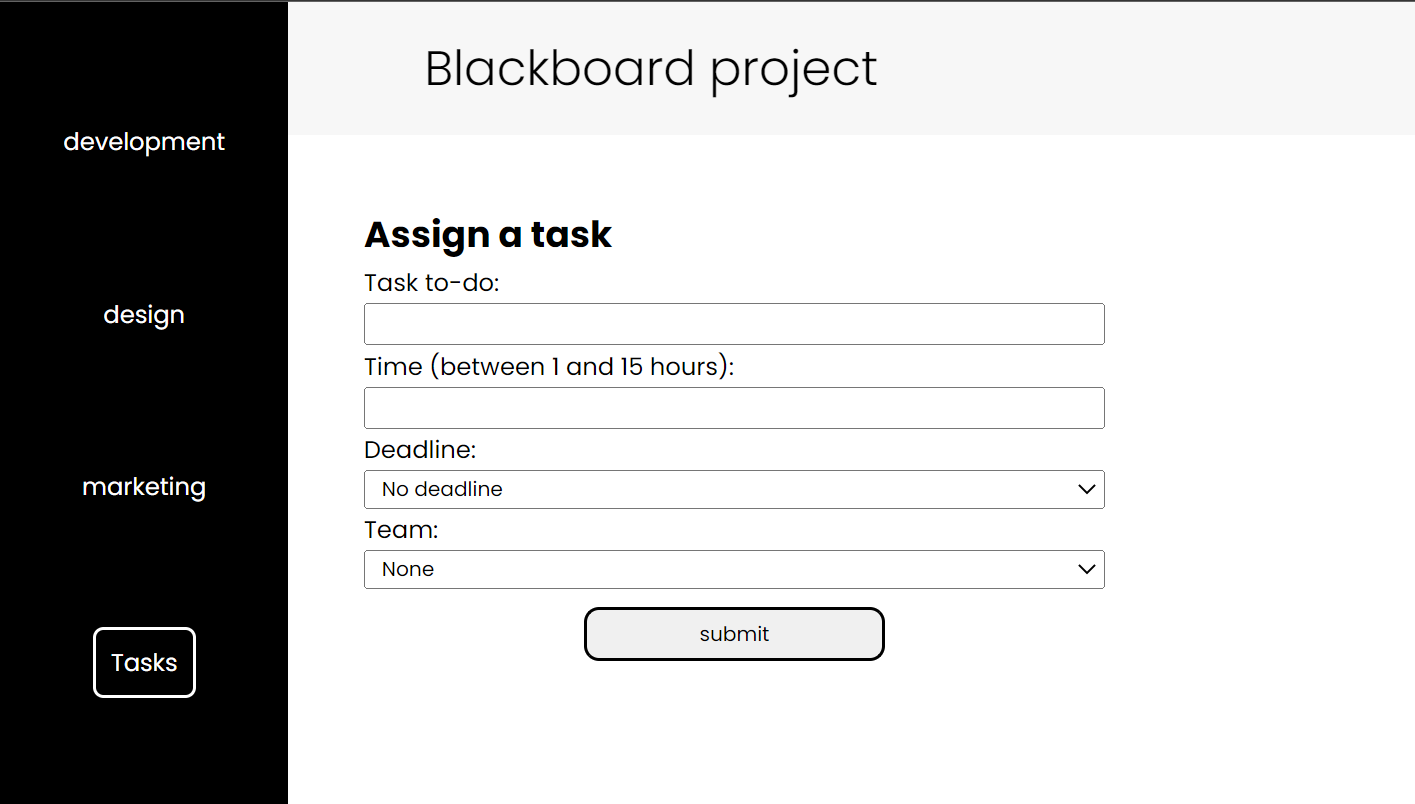 development
design
marketing
Tasks
Blackboard project
Assign a task
Task to-do:
Time (between 1 and 15 hours):
Deadline:
No deadline
Team:
None
submit